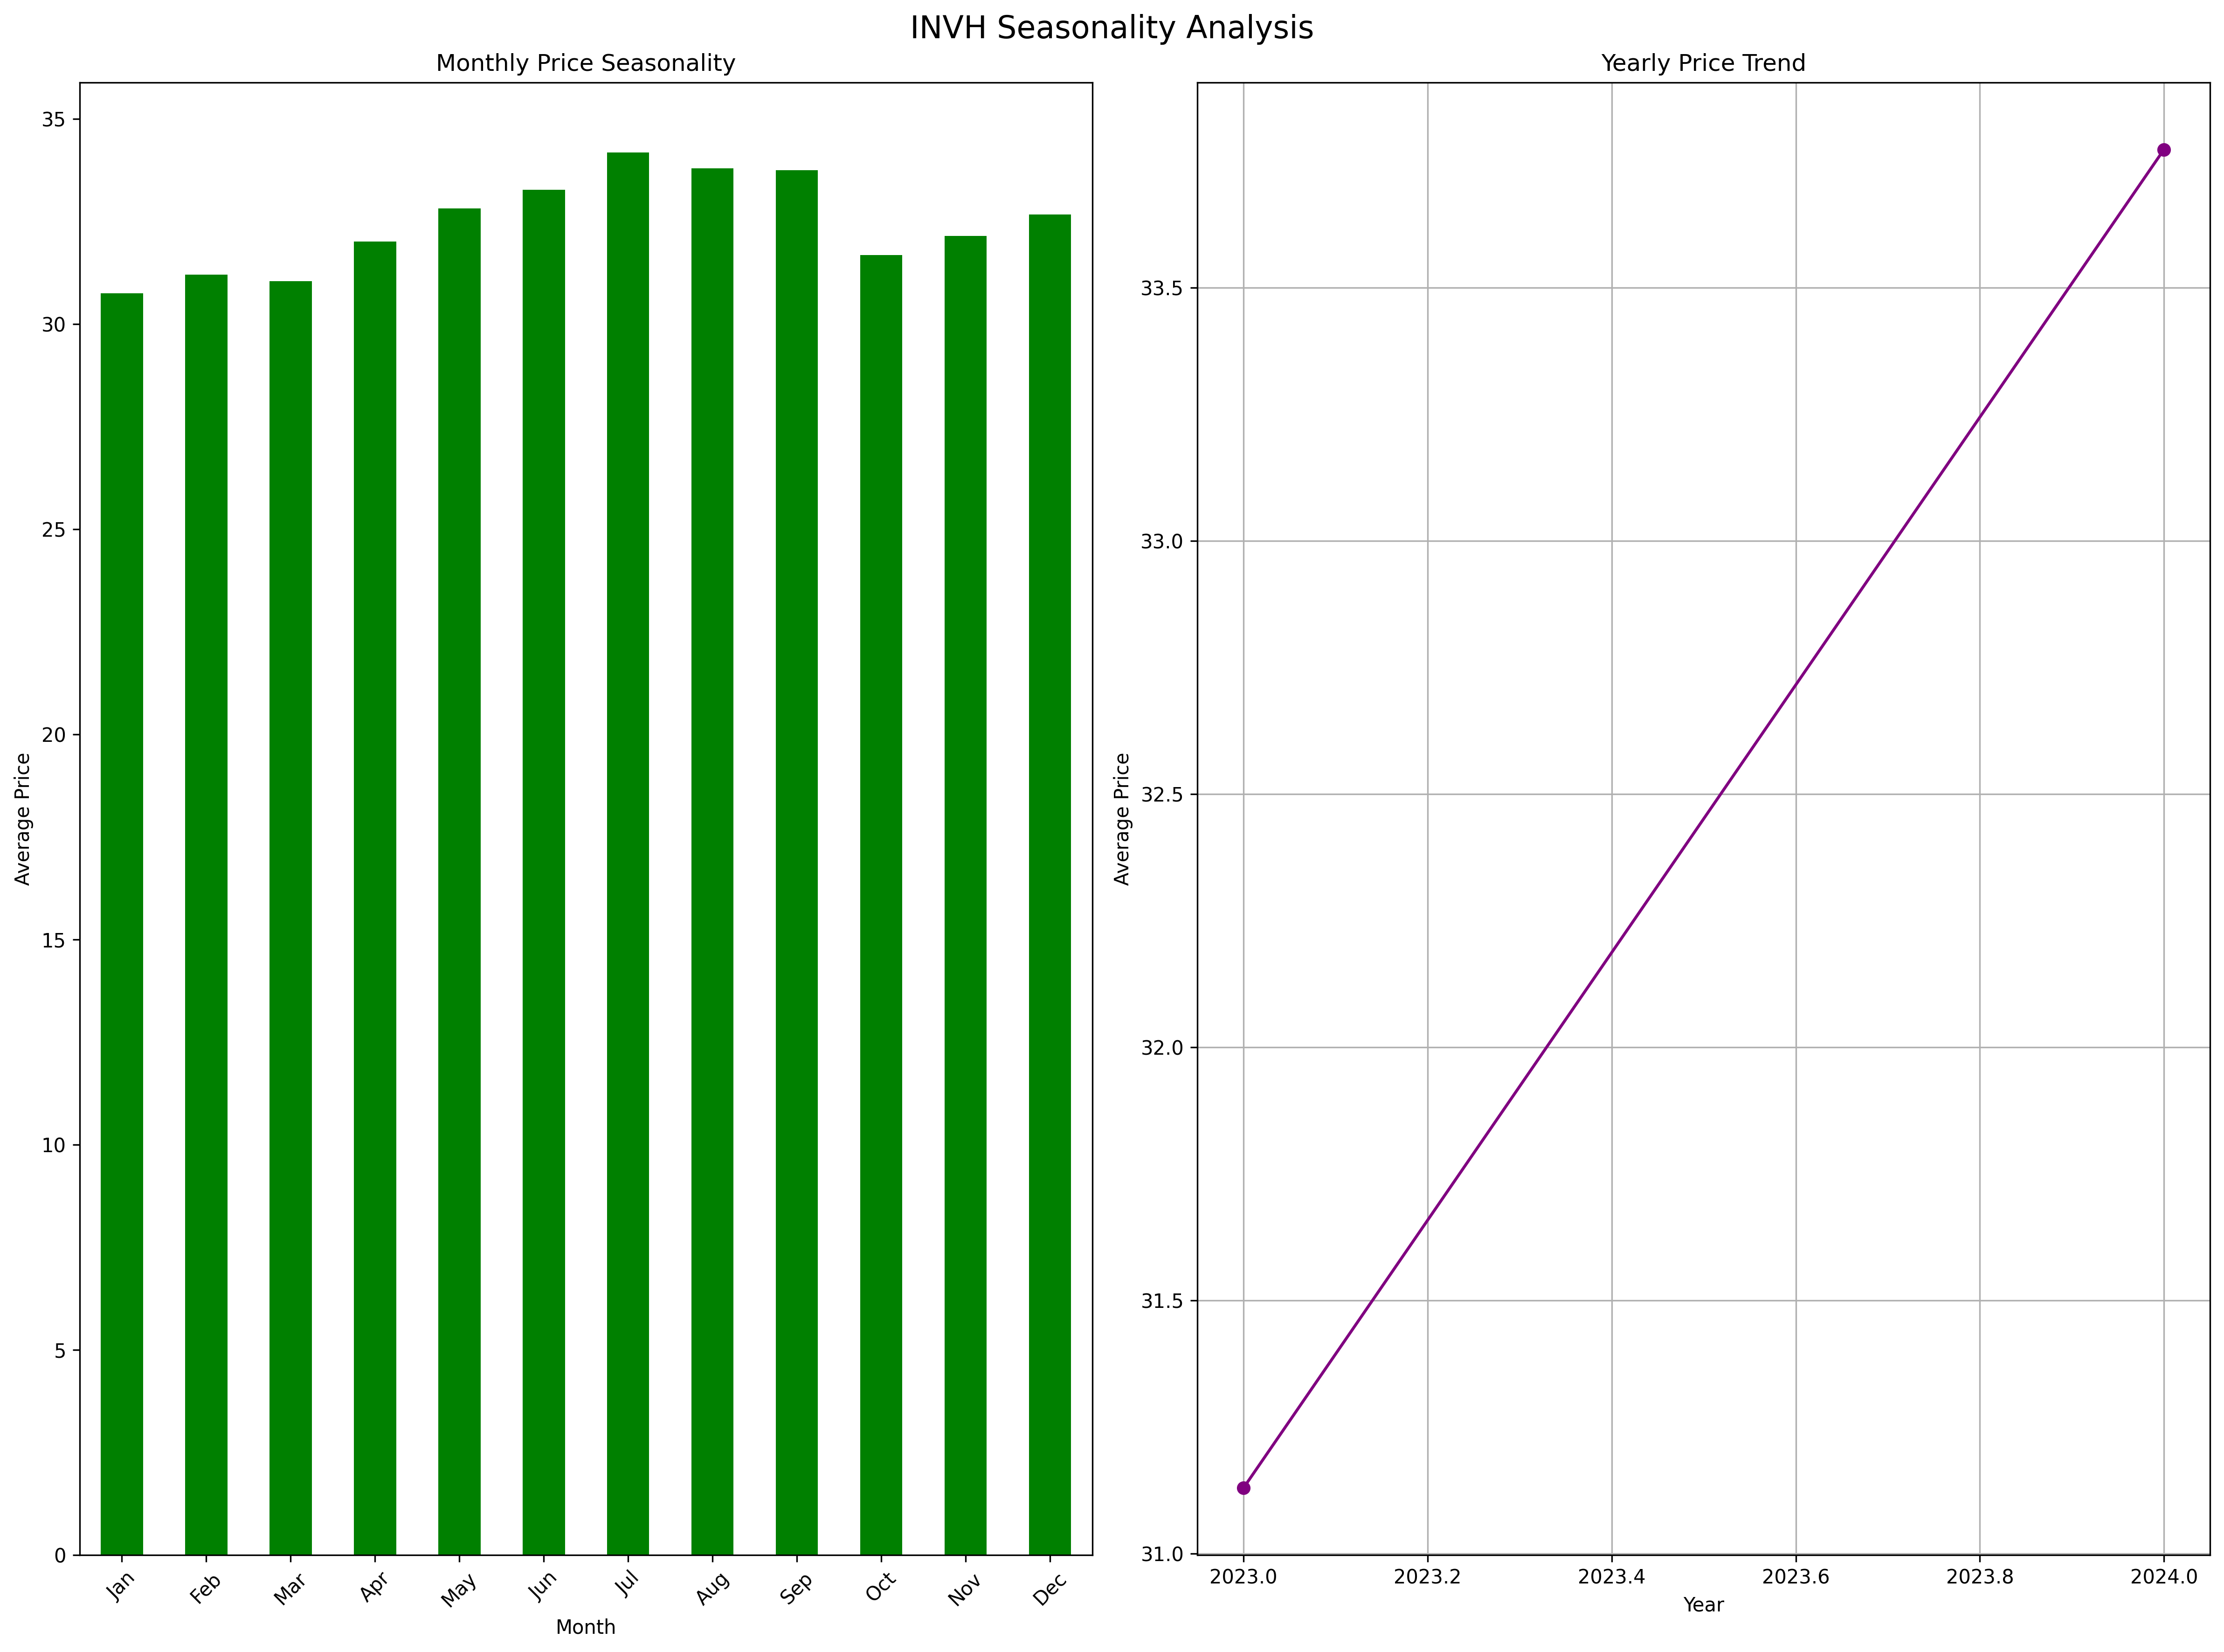 INVH Seasonality Analysis
Monthly Price Seasonality
35
30
25
20
15
10
5
0
Average Price
Jan
Feb
Mar
Apr
May
Jun
Jul
Aug
Sep
Oct
Nov
Dec
Month
Yearly Price Trend
33.5
33.0
32.5
32.0
31.5
31.0
Average Price
2023.0
2023.2
2023.4
2023.6
2023.8
2024.0
Year